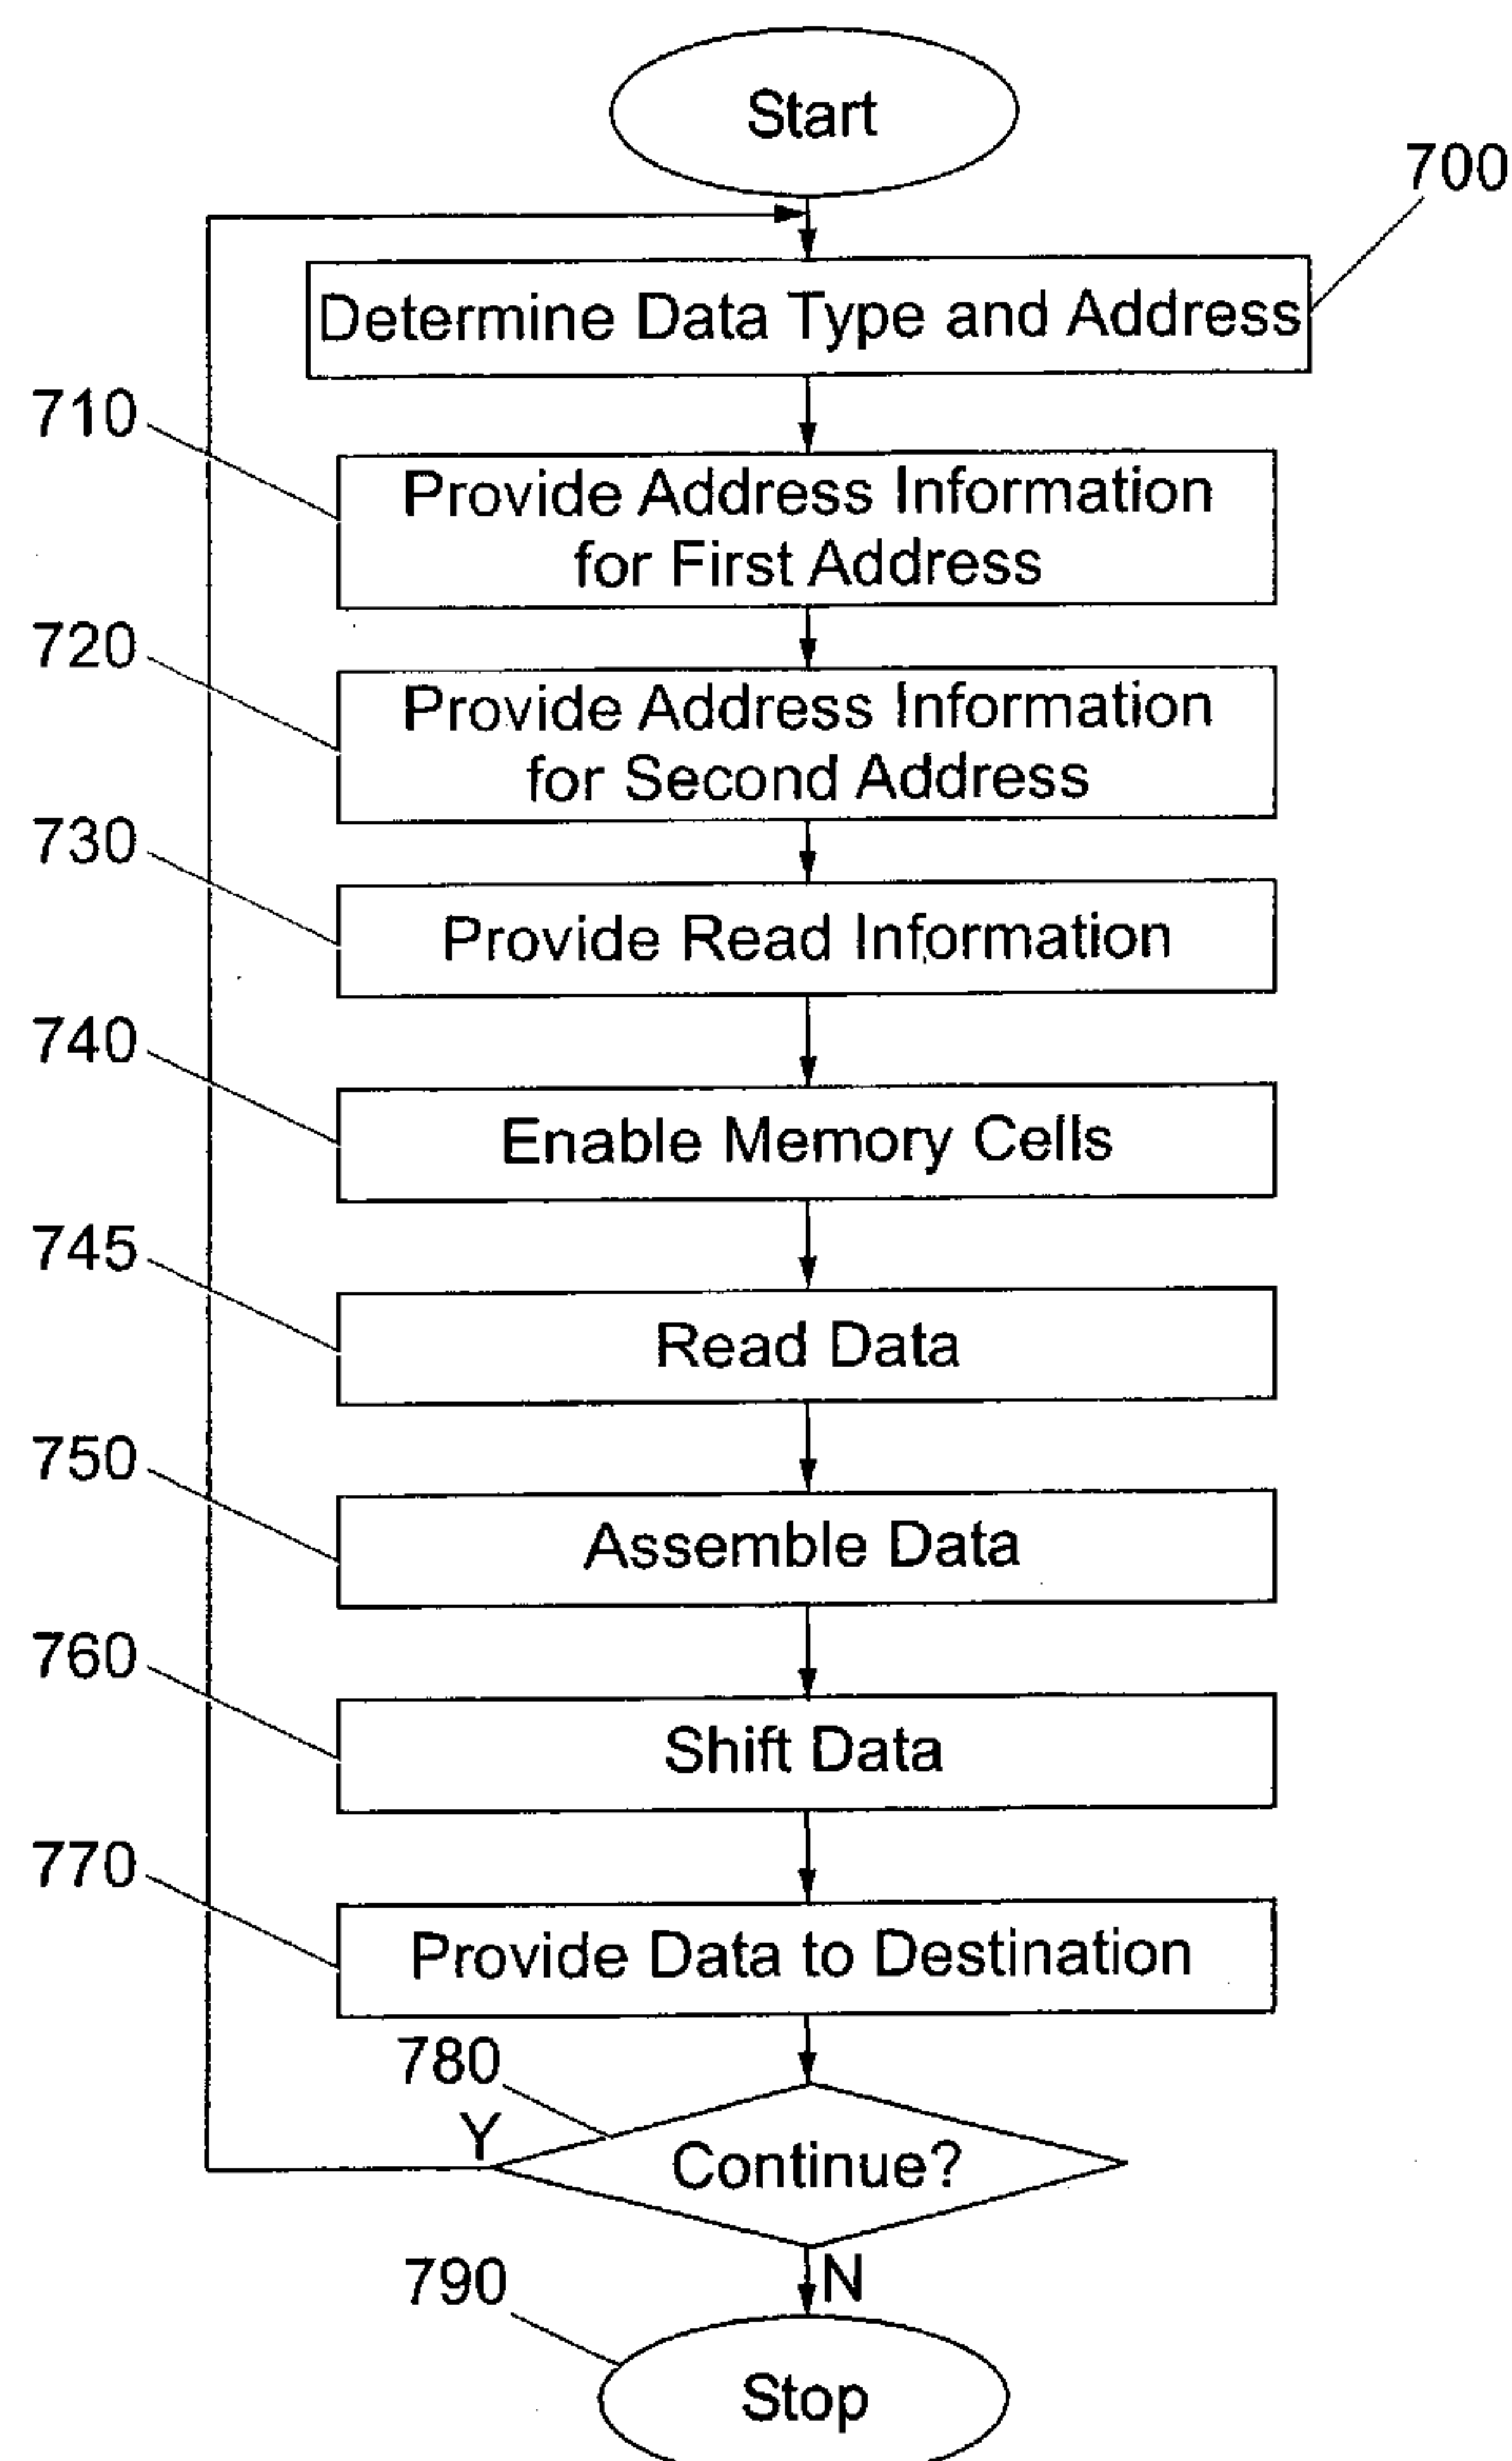 Start
700
Determine Data Type and Address
710
Provide Address Information
for First Address
720
Provide Address Information
for Second Address
730
Provide Read Information
740
Enable Memory Cells
745
Read Data
750
Assemble Data
760
Shift Data
770
Provide Data to Destination
780
Y
Continue?
N
790
Stop